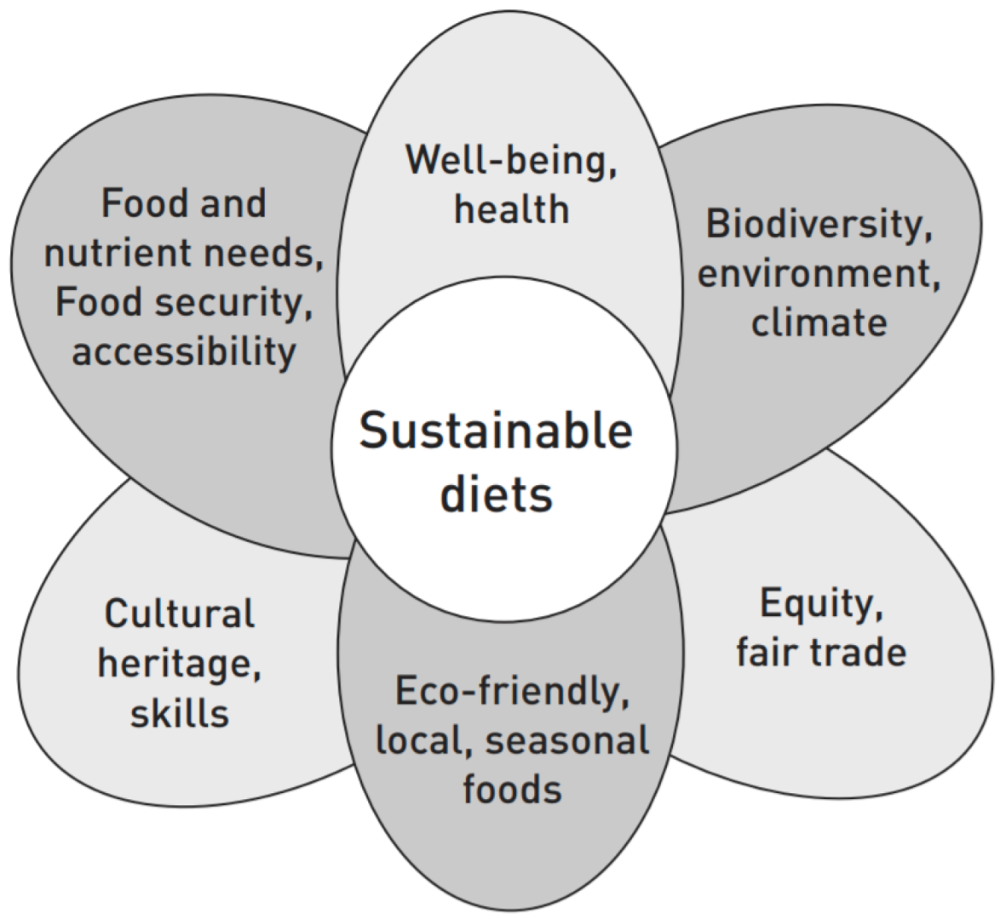 Well-being,
health
Food and
nutrient needs,
Food security,
accessibility
Biodiversity,
environment,
climate
Sustainable
diets
Cultural
heritage,
skills
Equity,
fair trade
Eco-friendly,
local, seasonal
foods